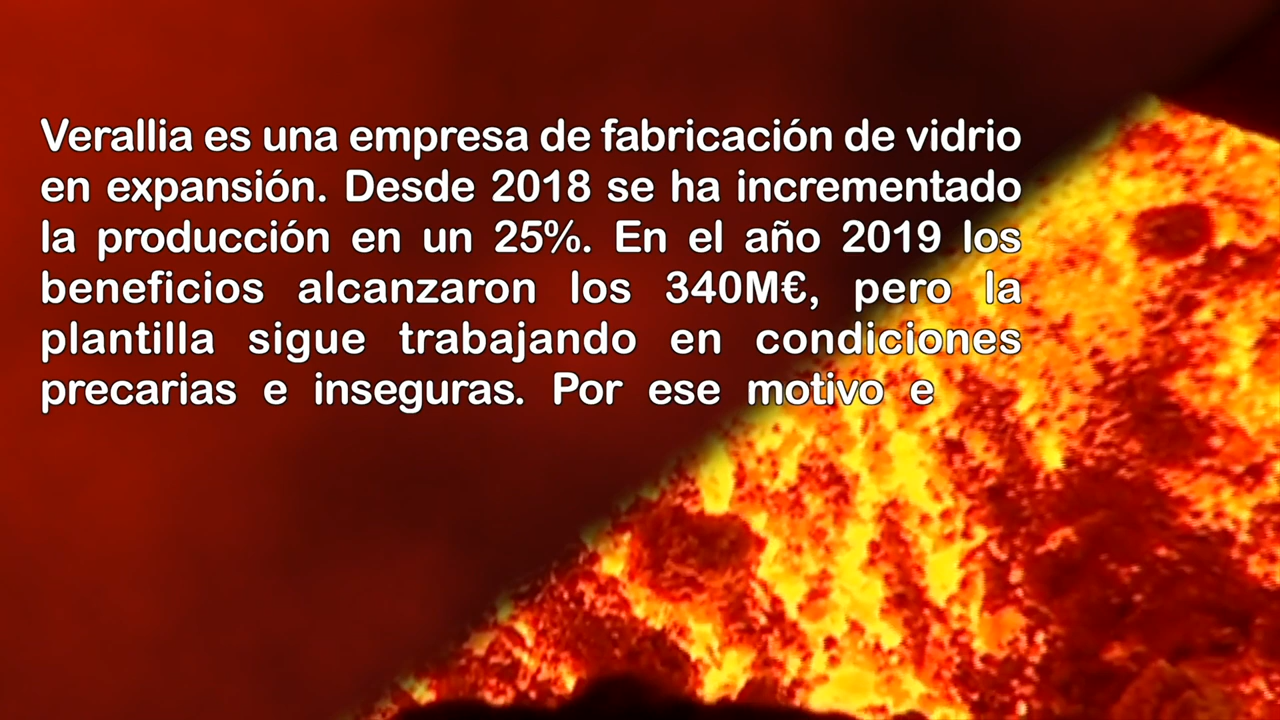 Verallia es una empresa de fabricación de vidrio
en expansión. Desde 2018 se ha incrementado
la producción en un 25%. En el año 2019 los
beneficios alcanzaron los 340M€, pero la
plantilla sigue trabajando en condiciones
precarias e inseguras. Por ese motivo e